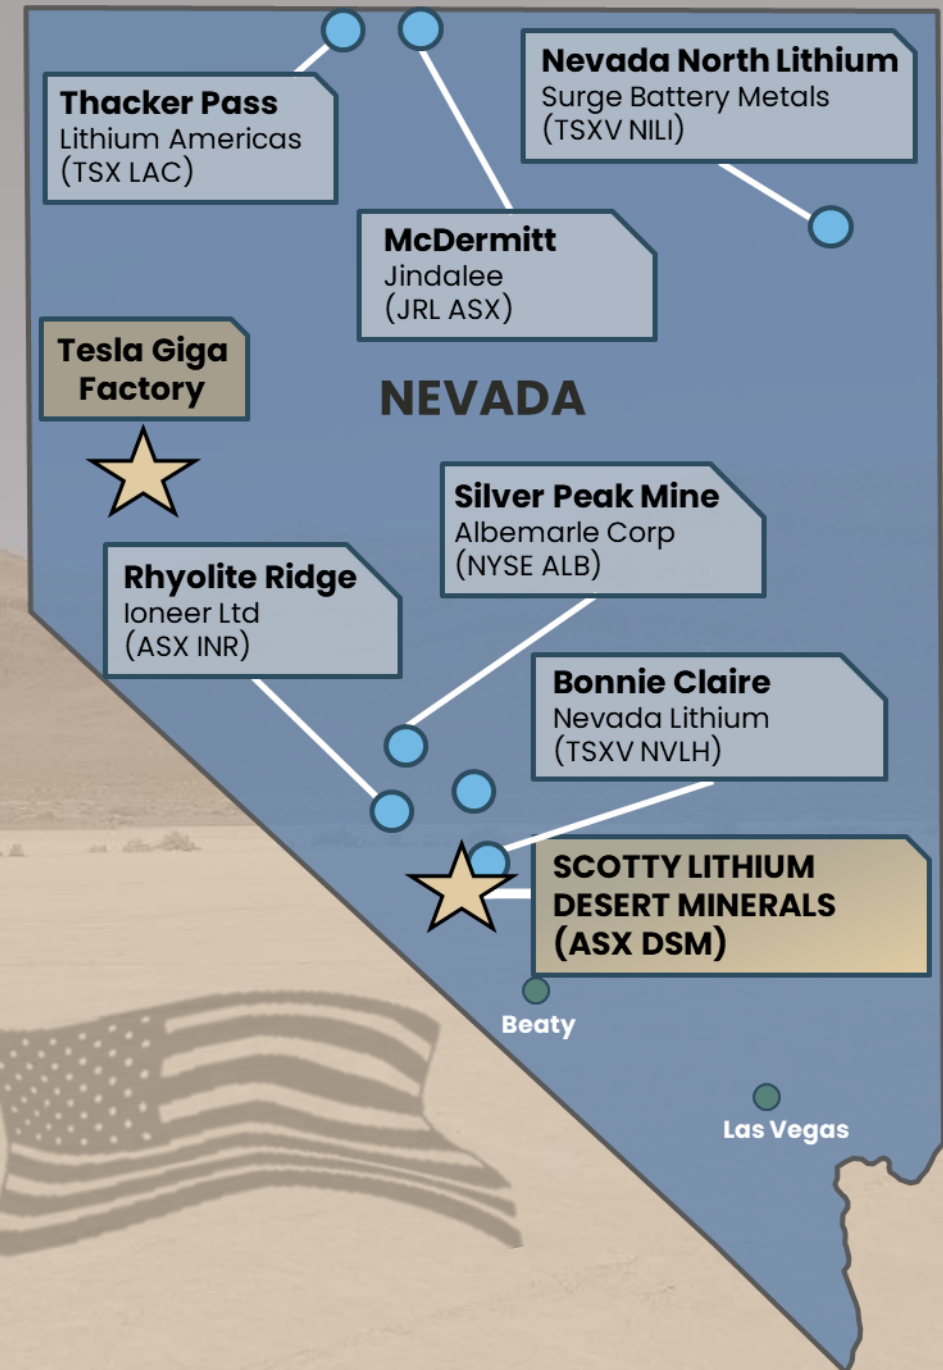 Nevada North Lithium
Surge Battery Metals
(TSXV NILI)
Thacker Pass
Lithium Americas
(TSX LAC)
McDermitt
Jindalee
(JRL ASX)
Tesla Giga
Factory
NEVADA
Silver Peak Mine
Albemarle Corp
(NYSE ALB)
Rhyolite Ridge
Ioneer Ltd
(ASX INR)
Bonnie Claire
Nevada Lithium
(TSXV NVLH)
SCOTTY LITHIUM
DESERT MINERALS
(ASX DSM)
Beaty
Las Vegas